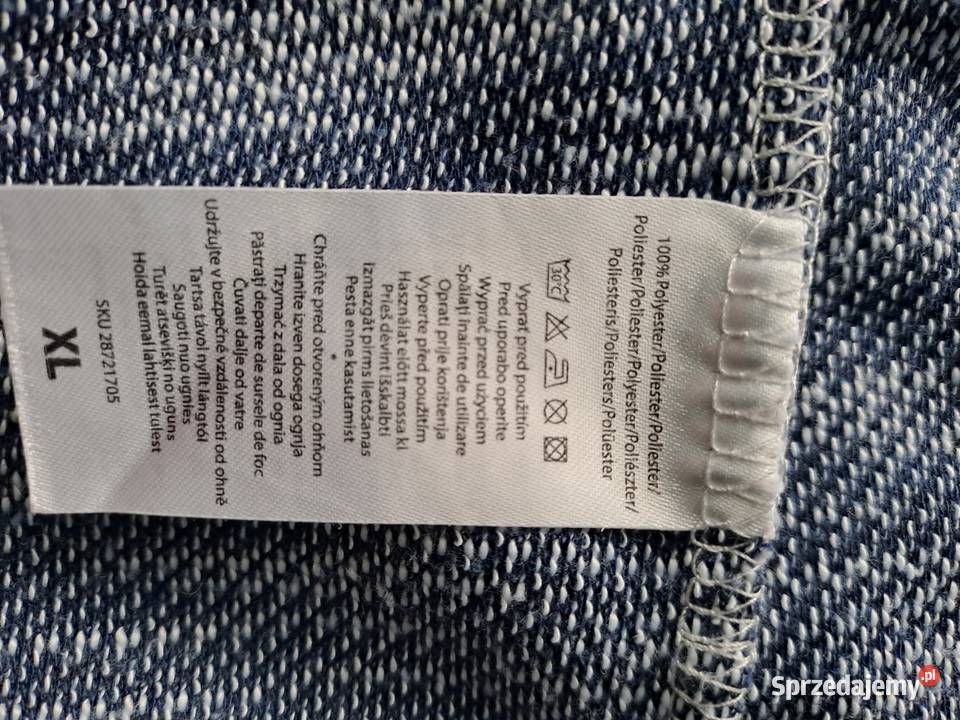 100% Polyester/Poliester/Poliester/
Poliester/Poliester/Polyester/Poliészter/
Poliesteris/Poliesters/Polüester
30°C
Vyprať pred použitím
Pred uporabo operite
Wyprać przed użyciem
Spălați înainte de utilizare
Oprati prije korištenja
Vyperte před použitím
Használat előtt mossa ki
Prieš dėvint išskalbti
Izmazgāt pirms lietošanas
Pesta enne kasutamist
Chráňte pred otvoreným ohňom
Hranite izven dosega ognja
Trzymać z dala od ognia
Păstrați departe de sursele de foc
Čuvati dalje od vatre
Udržujte v bezpečné vzdálenosti od ohně
Tartsa távol nyílt lángtól
Saugoti nuo ugnies
Turēt atsevišķi no uguns
Hoida eemal lahtisest tulest
SKU 28721705
XL
Sprzedajemy.pl